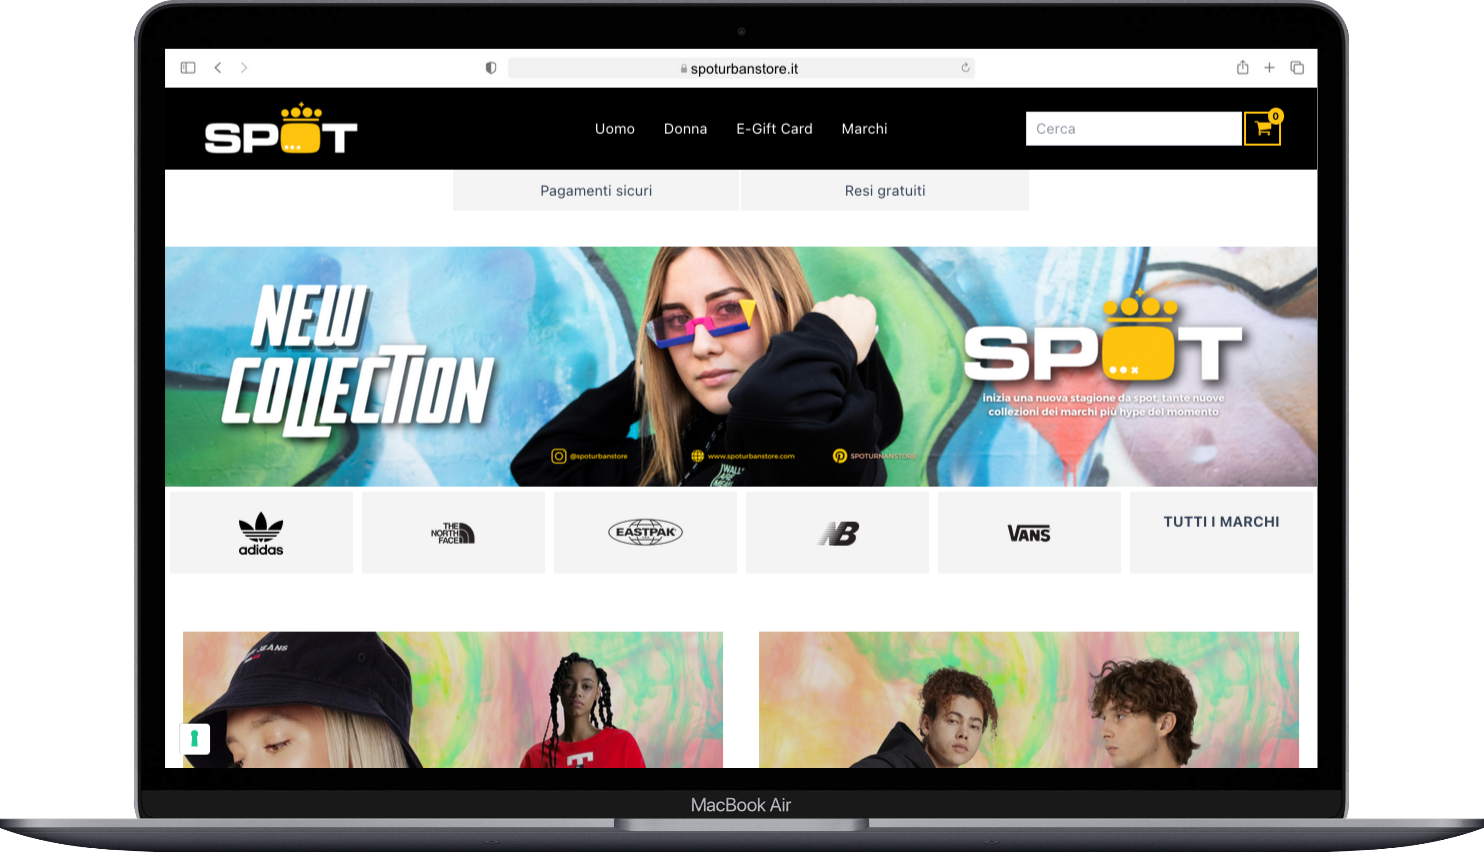 spoturbanstore.it
SPOT
Uomo
Donna
E-Gift Card
Marchi
Cerca
0
Pagamenti sicuri
Resi gratuiti
NEW
COLLECTION
SPOT
inizia una nuova stagione da spot, tante nuove
collezioni dei marchi più hype del momento
@spoturbanstore
www.spoturbanstore.com
adidas
THE
NORTH
FACE
EASTPAK
NB
VANS
TUTTI I MARCHI
JEANS
T
MacBook Air